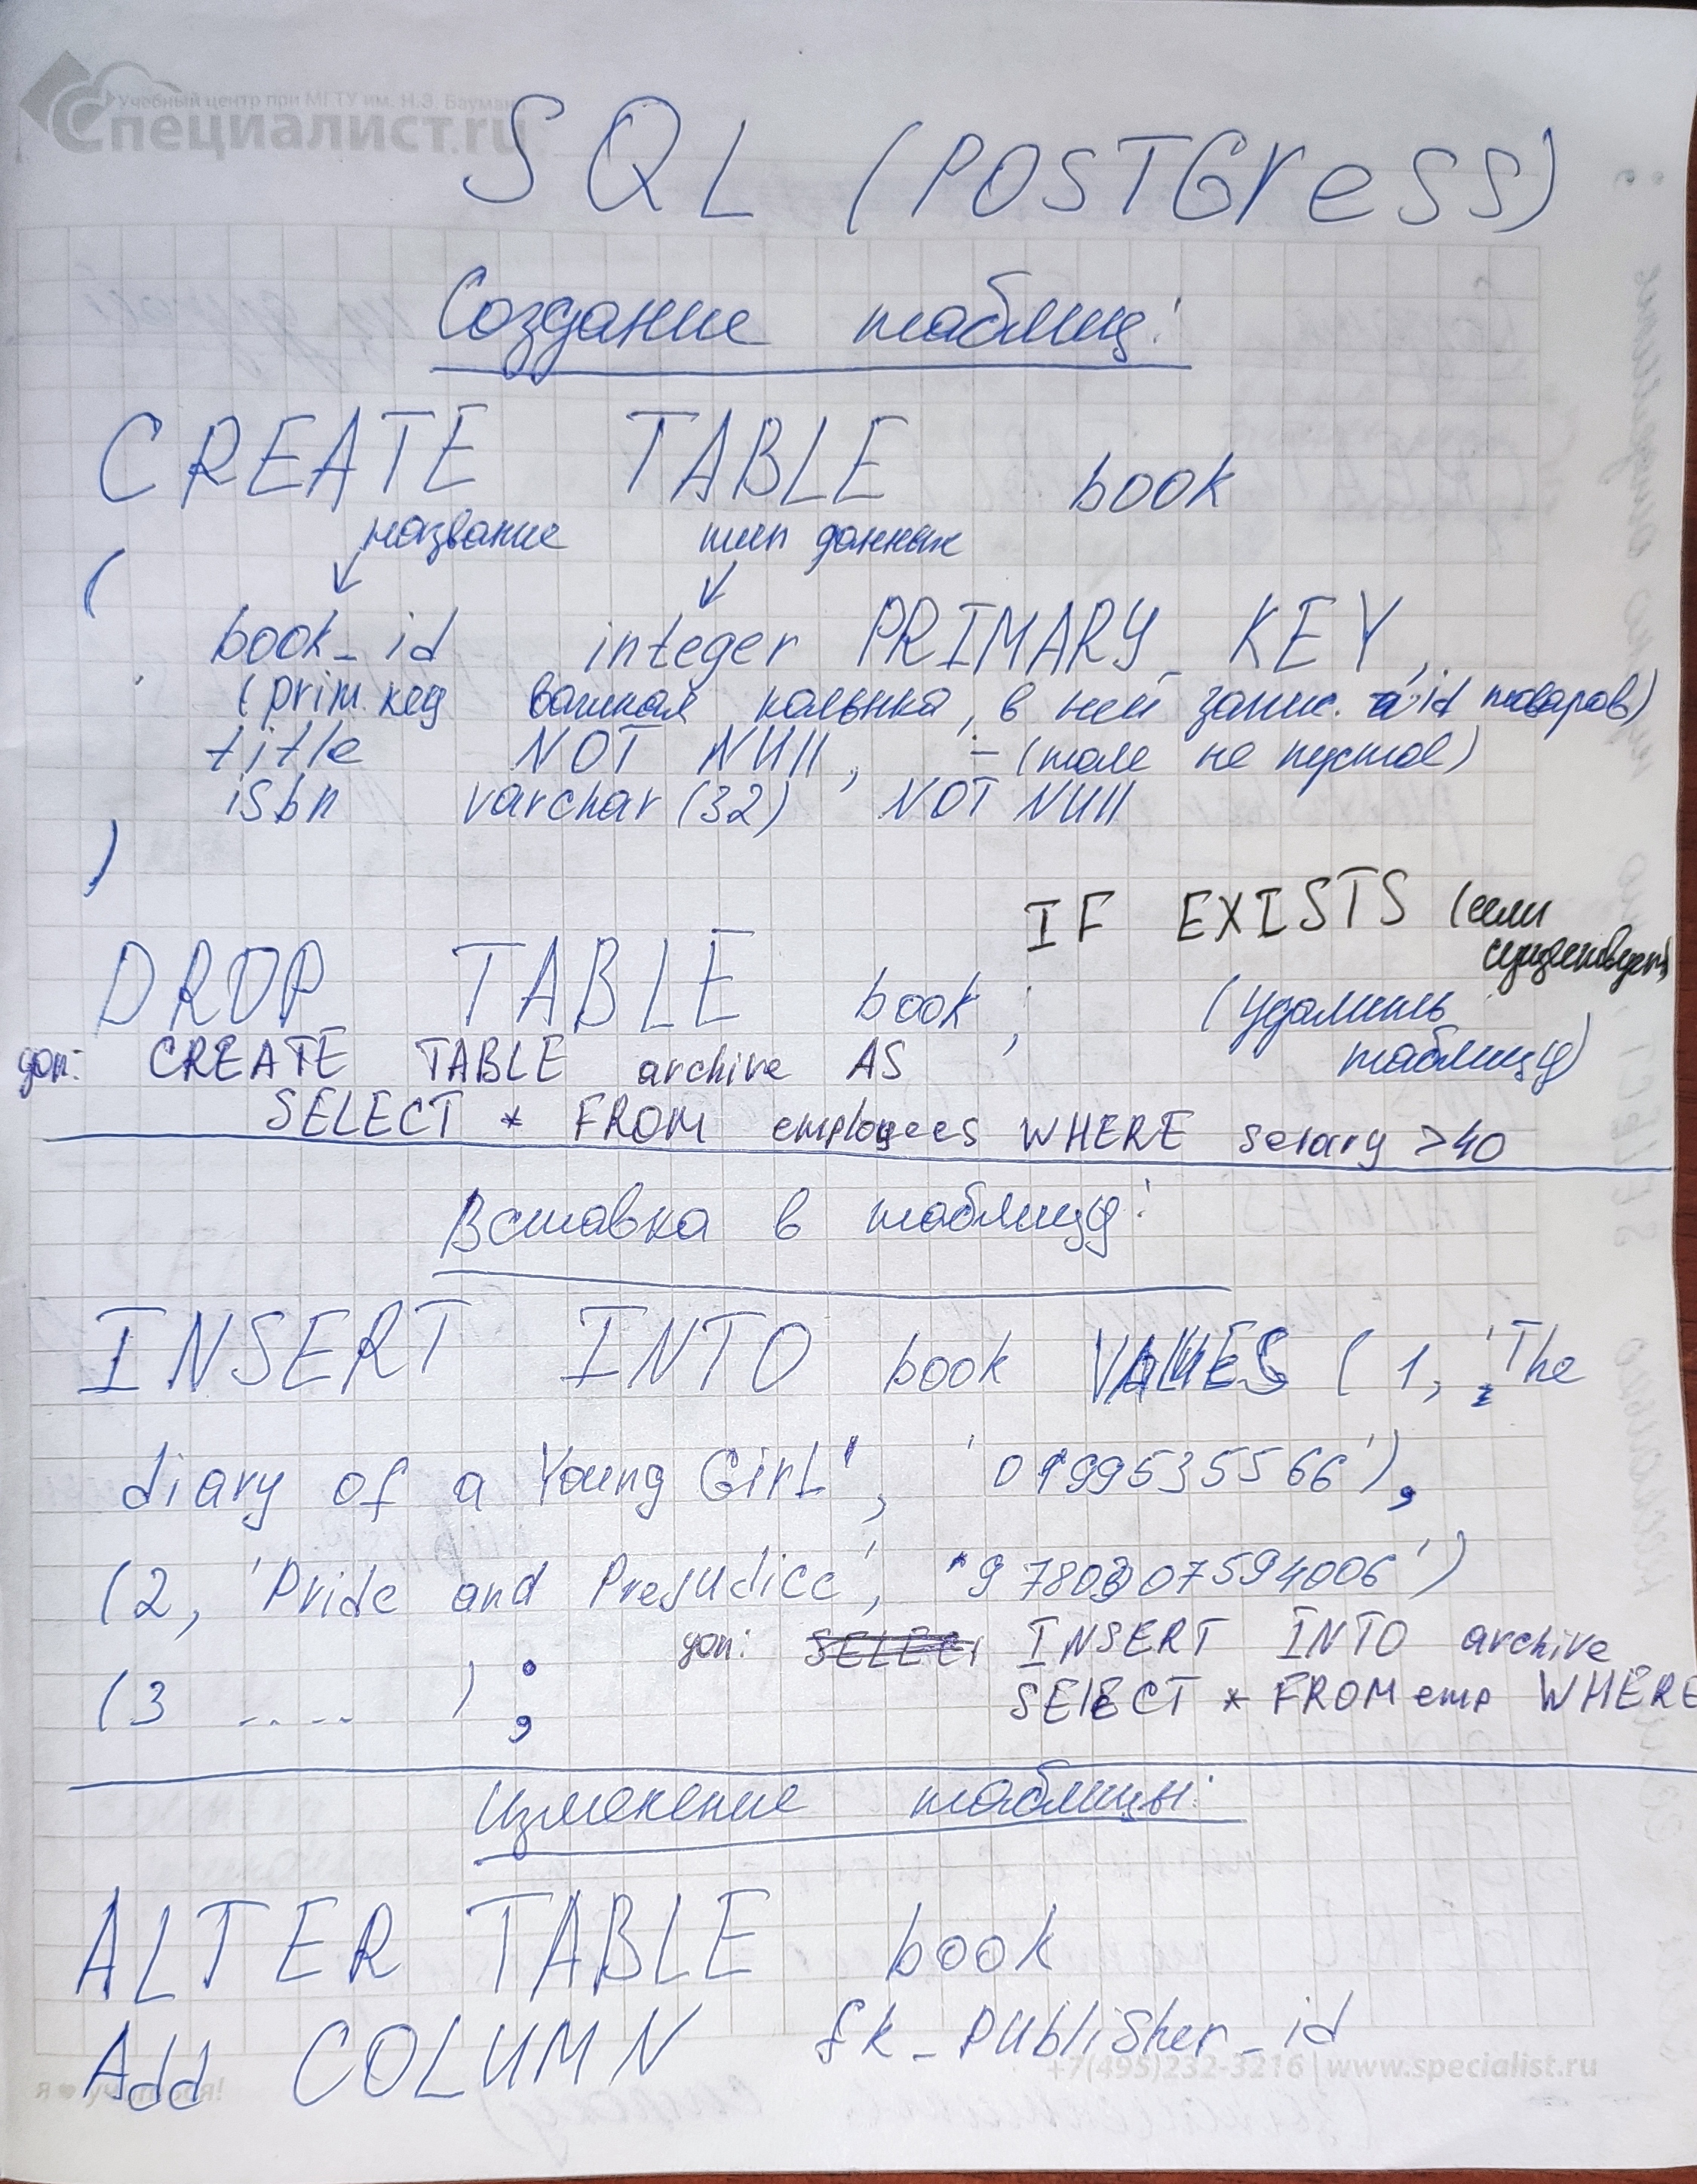 Учебный центр при МГТУ им. Н.Э. Баумана
Специалист.ru
SQL (POSTGress)
Создание таблиц:
CREATE TABLE book
название тип данных
(
book_id integer PRIMARY KEY,
(prim. key важная колынка, в ней запис. id товаров)
title NOT NULL, - (поле не пустое)
isbn varchar (32), NOT NULL
)
IF EXISTS (если
существует)
DROP TABLE book; (удалить
таблицу)
доп: CREATE TABLE archive AS
SELECT * FROM employees WHERE selary >40
Вставка в таблицу:
INSERT INTO book VALUES (1, 'The
diary of a Young Girl', '0199535566'),
(2, 'Pride and Prejudice', '9780307594006')
доп: INSERT INTO archive
(3 .... ); SELECT * FROM emp WHERE
Изменение таблицы:
ALTER TABLE book
Add COLUMN fk_publisher_id
я ♥ учиться! +7(495)232-3216 | www.specialist.ru